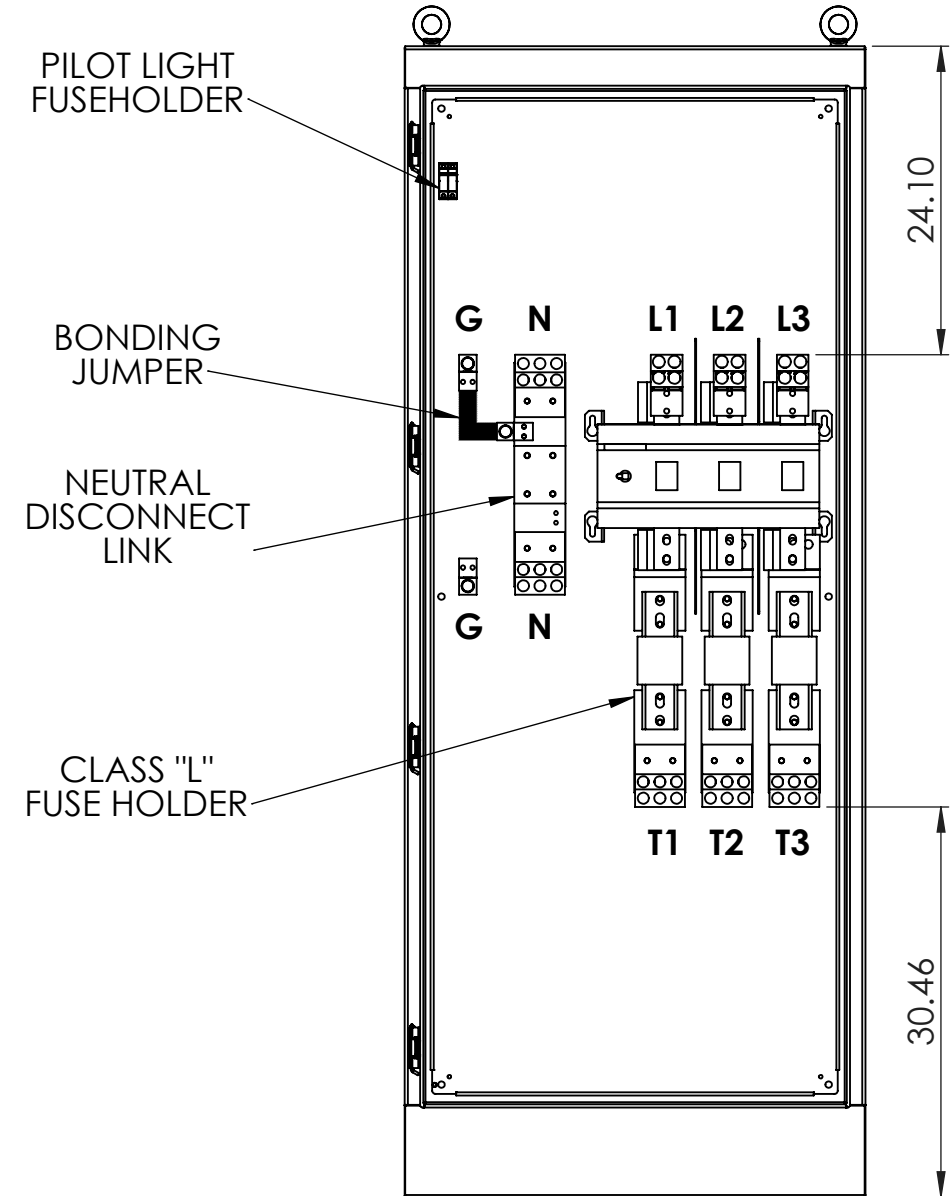 PILOT LIGHT
FUSEHOLDER
24.10
G N L1 L2 L3
BONDING
JUMPER
NEUTRAL
DISCONNECT
LINK
G N
CLASS "L"
FUSE HOLDER
T1 T2 T3
30.46